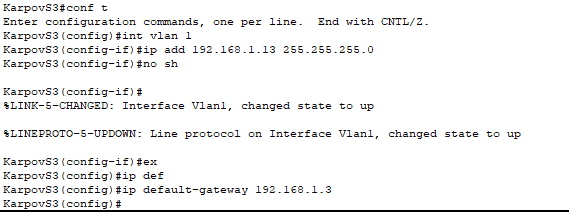 KarpovS3#conf t
Enter configuration commands, one per line.  End with CNTL/Z.
KarpovS3(config)#int vlan 1
KarpovS3(config-if)#ip add 192.168.1.13 255.255.255.0
KarpovS3(config-if)#no sh
KarpovS3(config-if)#
%LINK-5-CHANGED: Interface Vlan1, changed state to up
%LINEPROTO-5-UPDOWN: Line protocol on Interface Vlan1, changed state to up
KarpovS3(config-if)#ex
KarpovS3(config)#ip def
KarpovS3(config)#ip default-gateway 192.168.1.3
KarpovS3(config)#